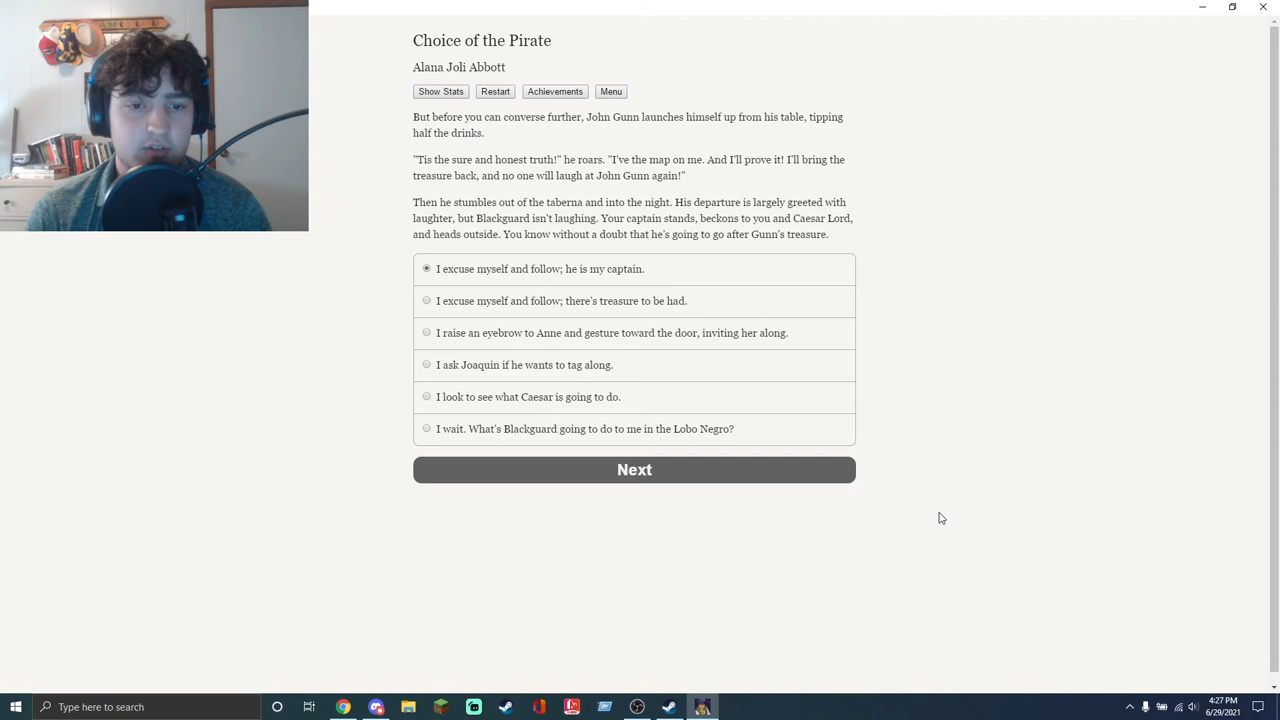 Choice of the Pirate
Alana Joli Abbott
Show Stats Restart Achievements Menu
But before you can converse further, John Gunn launches himself up from his table, tipping
half the drinks.
"Tis the sure and honest truth!" he roars. "I've the map on me. And I'll prove it! I'll bring the
treasure back, and no one will laugh at John Gunn again!"
Then he stumbles out of the taberna and into the night. His departure is largely greeted with
laughter, but Blackguard isn't laughing. Your captain stands, beckons to you and Caesar Lord,
and heads outside. You know without a doubt that he's going to go after Gunn's treasure.
I excuse myself and follow; he is my captain.
I excuse myself and follow; there's treasure to be had.
I raise an eyebrow to Anne and gesture toward the door, inviting her along.
I ask Joaquin if he wants to tag along.
I look to see what Caesar is going to do.
I wait. What's Blackguard going to do to me in the Lobo Negro?
Next
Type here to search
4:27 PM
6/29/2021